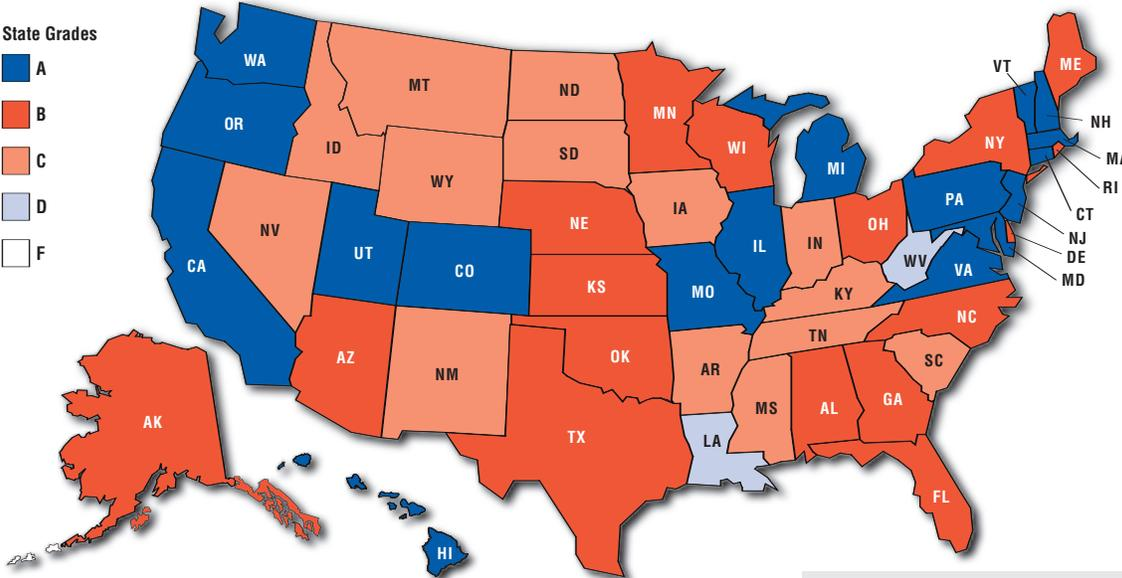 State Grades
A
B
C
D
F
WA
OR
CA
NV
ID
MT
WY
UT
CO
AZ
NM
ND
SD
NE
KS
OK
TX
MN
IA
MO
AR
LA
WI
IL
MI
IN
OH
KY
TN
MS
AL
GA
FL
SC
NC
VA
WV
PA
NY
VT
ME
NH
MA
RI
CT
NJ
DE
MD
AK
HI